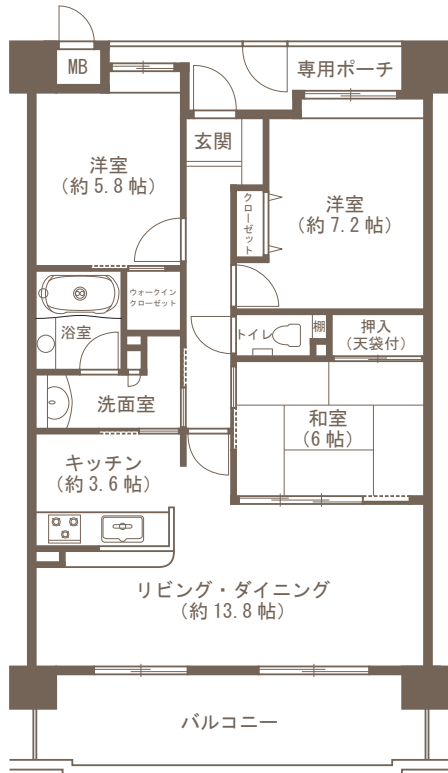 MB
専用ポーチ
玄関
洋室
(約 5.8 帖)
クローゼット
洋室
(約 7.2 帖)
ウォークイン
クローゼット
浴室
トイレ
棚
押入
(天袋付)
洗面室
和室
(6 帖)
キッチン
(約 3.6 帖)
リビング・ダイニング
(約 13.8 帖)
バルコニー